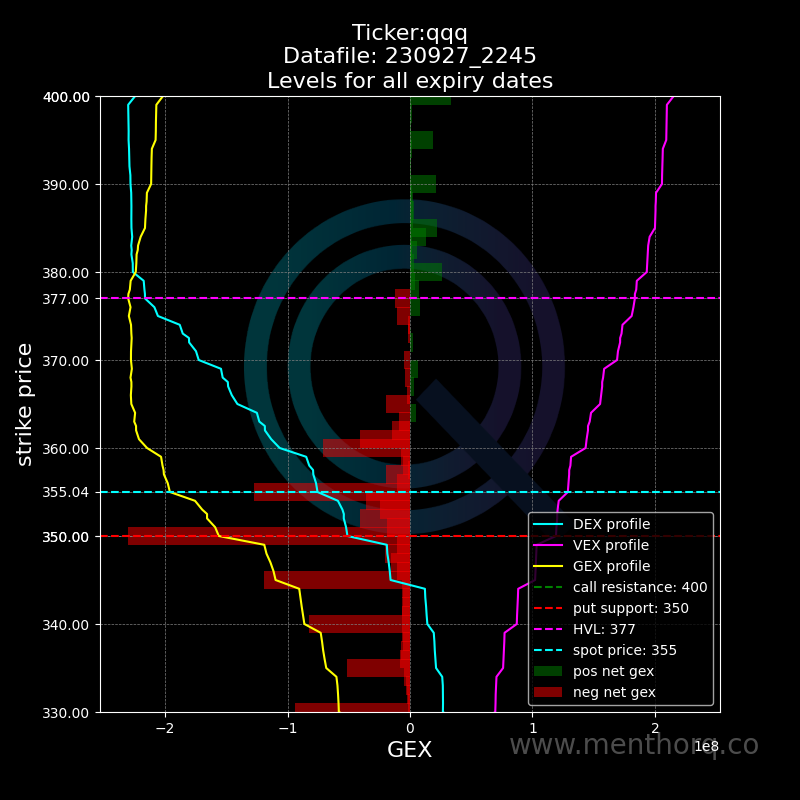 Ticker:qqq
Datafile: 230927_2245
Levels for all expiry dates
400.00
390.00
380.00
377.00
370.00
360.00
355.04
350.00
340.00
330.00
strike price
DEX profile
VEX profile
GEX profile
call resistance: 400
put support: 350
HVL: 377
spot price: 355
pos net gex
neg net gex
−2 −1 0 1 2
1e8
GEX
www.menthorq.co